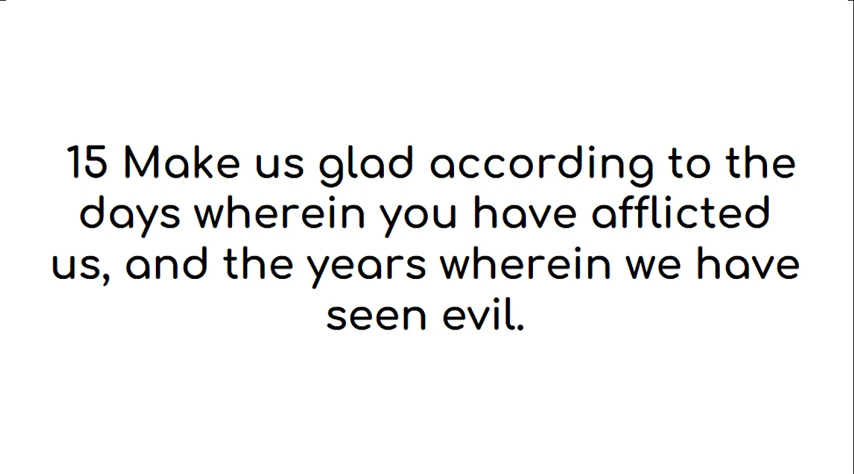 15 Make us glad according to the
days wherein you have afflicted
us, and the years wherein we have
seen evil.